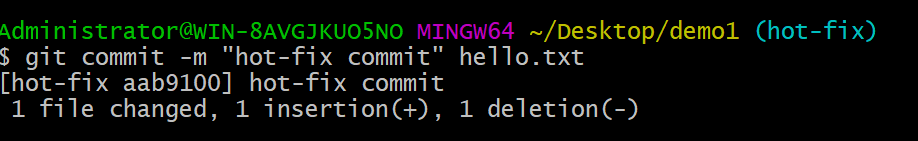 Administrator@WIN-8AVGJKUO5NO MINGW64 ~/Desktop/demo1 (hot-fix)
$ git commit -m "hot-fix commit" hello.txt
[hot-fix aab9100] hot-fix commit
 1 file changed, 1 insertion(+), 1 deletion(-)